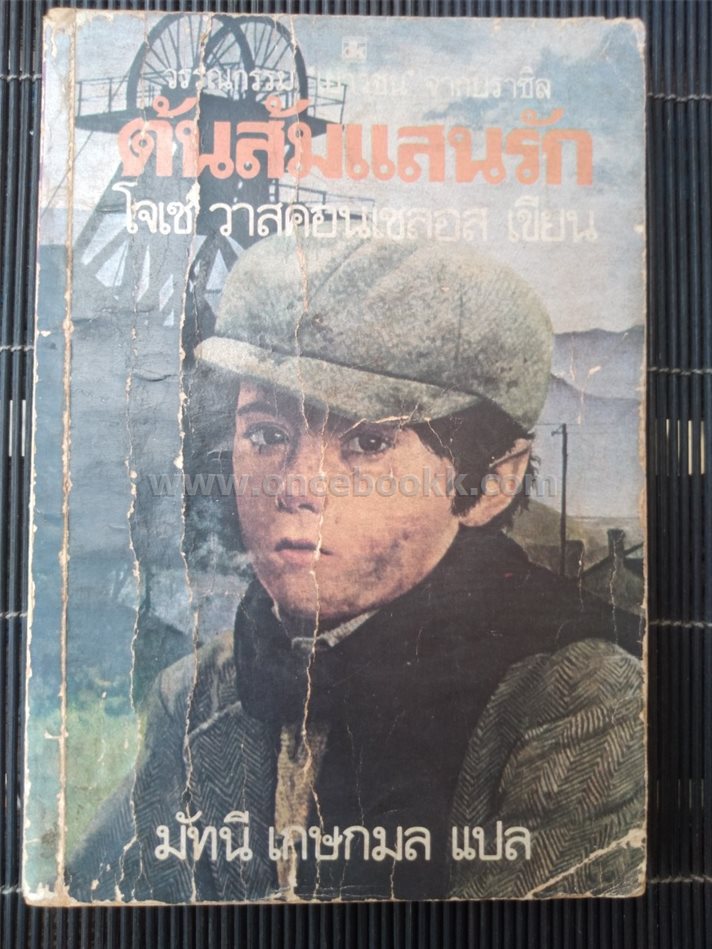 วรรณกรรม "เยาวชน" จากบราซิล
ต้นส้มแสนรัก
โจเซ่ วาสคอนเซลอส เขียน
www.oncebookk.com
มัทนี เกษกมล แปล